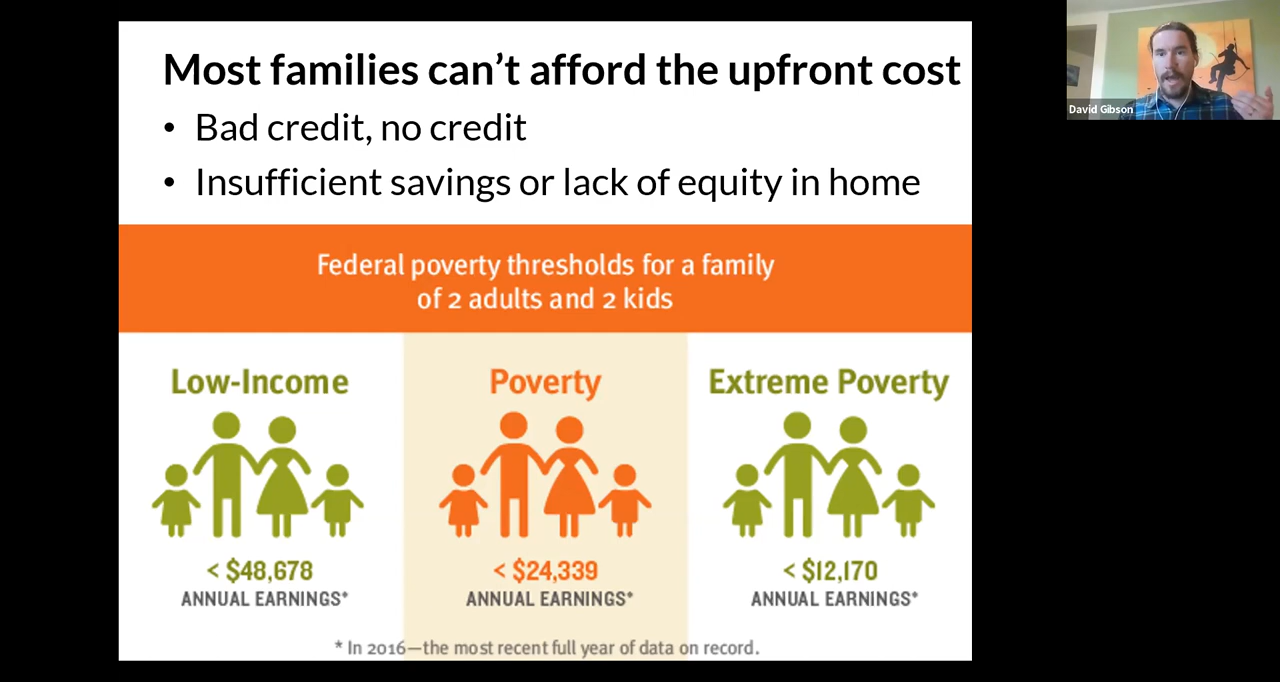 Most families can’t afford the upfront cost
• Bad credit, no credit
• Insufficient savings or lack of equity in home
Federal poverty thresholds for a family
of 2 adults and 2 kids
Low-Income
< $48,678
ANNUAL EARNINGS*
Poverty
< $24,339
ANNUAL EARNINGS*
Extreme Poverty
< $12,170
ANNUAL EARNINGS*
* In 2016—the most recent full year of data on record.
David Gibson